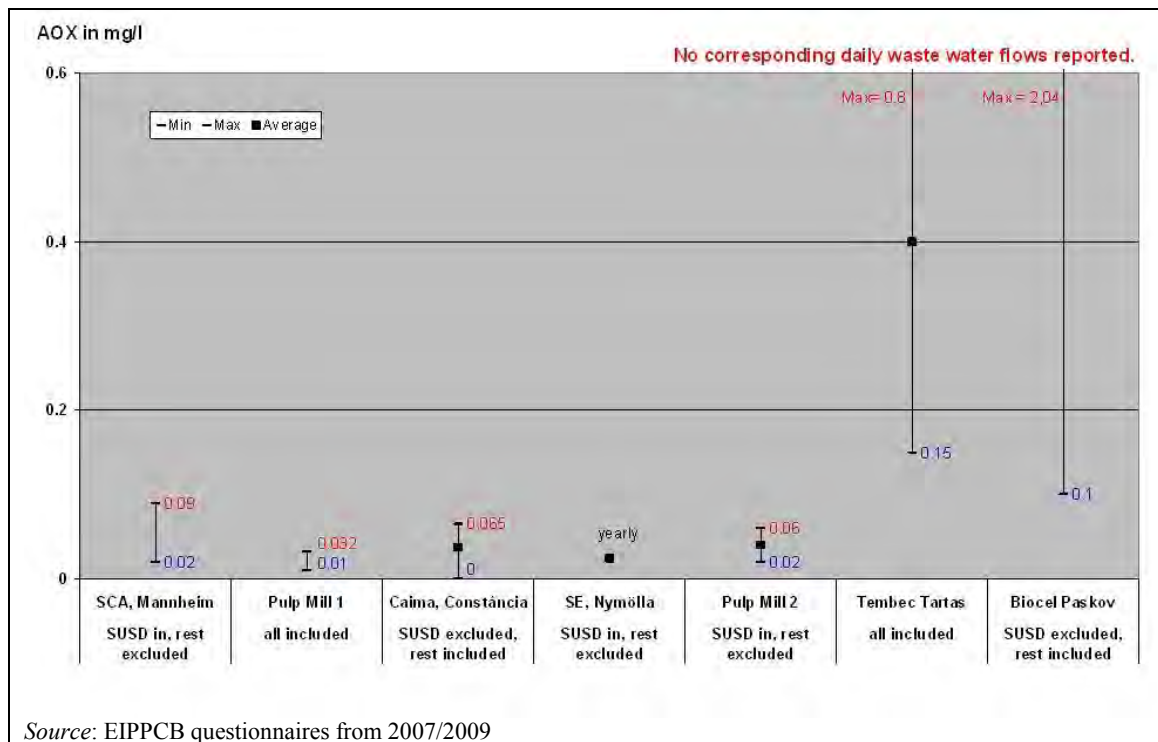 AOX in mg/l
No corresponding daily waste water flows reported.
0.6
Max= 0.8
Max = 2,04
Min Max Average
0.4
0.2
0.15
0.1
0.09
0.02
0.032
0.01
0.065
0
yearly
0.06
0.02
0
SCA, Mannheim
Pulp Mill 1
Caima, Constância
SE, Nymölla
Pulp Mill 2
Tembec Tartas
Biocel Paskov
SUSD in, rest
excluded
all included
SUSD excluded,
rest included
SUSD in, rest
excluded
SUSD in, rest
excluded
all included
SUSD excluded,
rest included
Source: EIPPCB questionnaires from 2007/2009